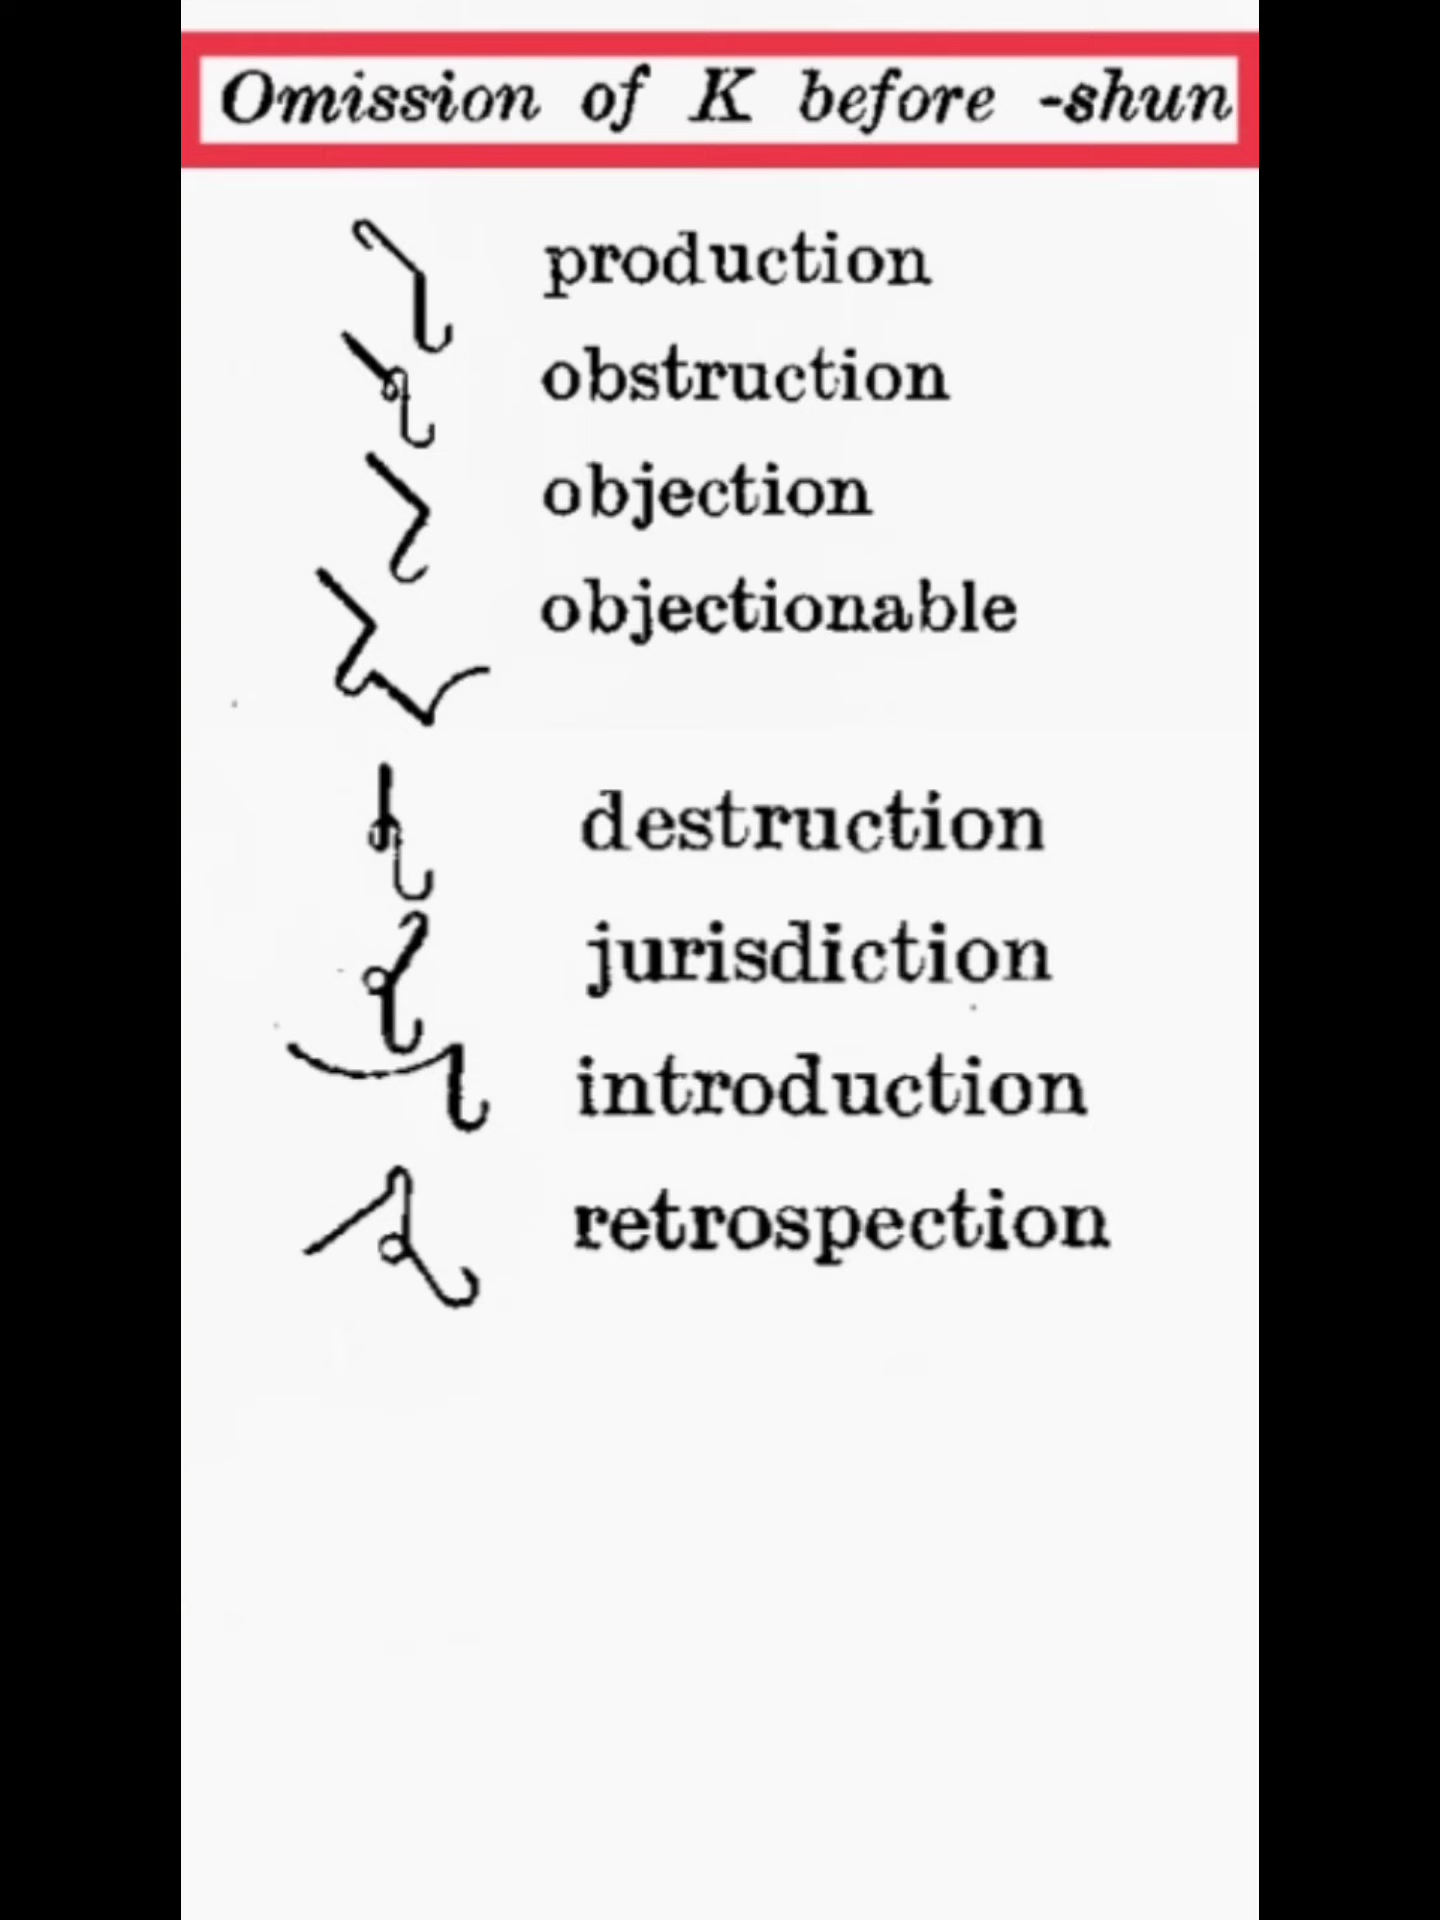 Omission of K before -shun
production
obstruction
objection
objectionable
destruction
jurisdiction
introduction
retrospection